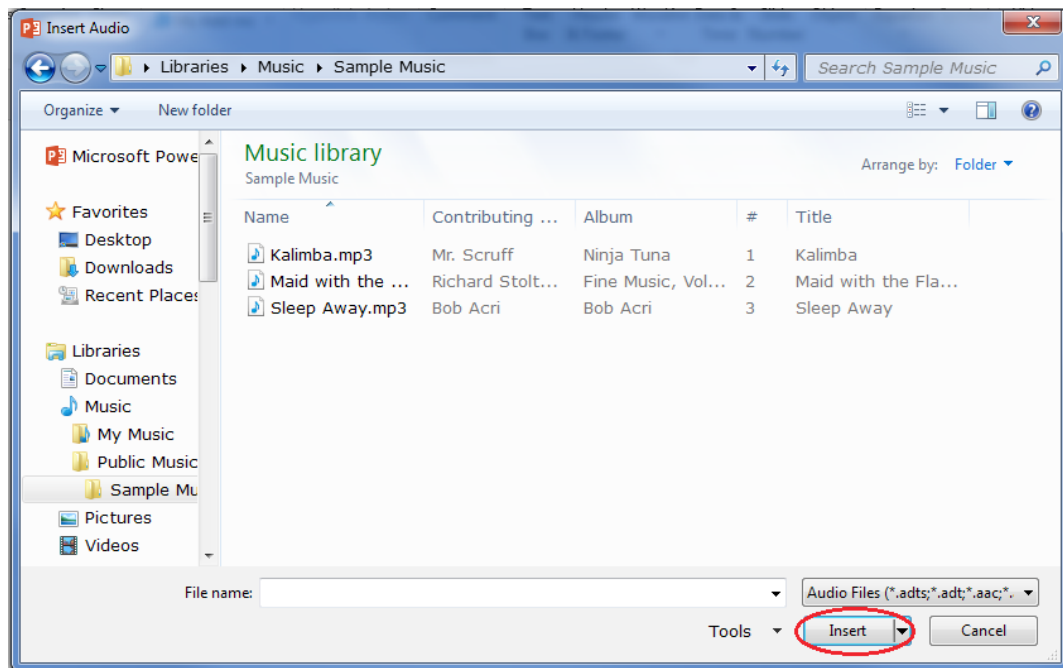 Insert Audio
Libraries Music Sample Music
Search Sample Music
Organize New folder
Microsoft Powe
Favorites
Desktop
Downloads
Recent Places
Libraries
Documents
Music
My Music
Public Music
Sample Mu
Pictures
Videos
Music library
Sample Music
Arrange by: Folder
Name Contributing ... Album # Title
Kalimba.mp3 Mr. Scruff Ninja Tuna 1 Kalimba
Maid with the ... Richard Stolt... Fine Music, Vol... 2 Maid with the Fla...
Sleep Away.mp3 Bob Acri Bob Acri 3 Sleep Away
File name:
Audio Files (*.adts;*.adt;*.aac;*.
Tools Insert Cancel